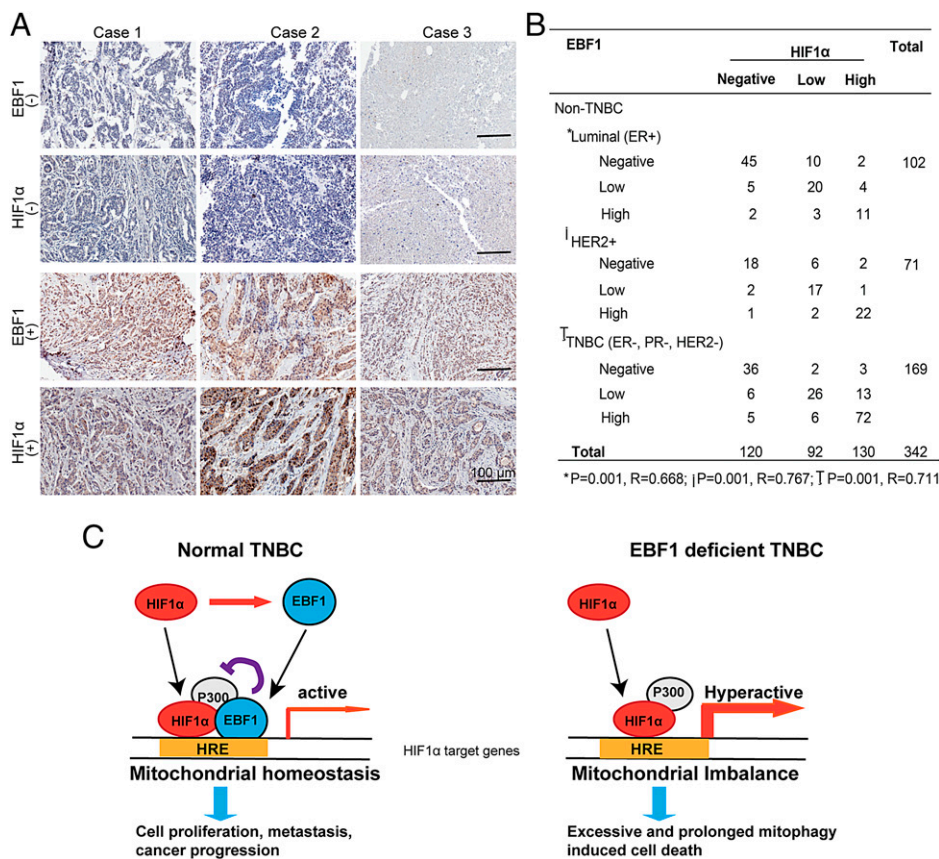 A
Case 1 Case 2 Case 3
EBF1 (-)
HIF1α (-)
EBF1 (+)
HIF1α (+)
100 μm
B
EBF1 HIF1α Total
Negative Low High
Non-TNBC
*Luminal (ER+)
Negative 45 10 2 102
Low 5 20 4
High 2 3 11
HER2+
Negative 18 6 2 71
Low 2 17 1
High 1 2 22
TNBC (ER-, PR-, HER2-)
Negative 36 2 3 169
Low 6 26 13
High 5 6 72
Total 120 92 130 342
*P=0.001, R=0.668; P=0.001, R=0.767; P=0.001, R=0.711
C
Normal TNBC
HIF1α EBF1
P300
active
HIF1α EBF1
HRE
Mitochondrial homeostasis
Cell proliferation, metastasis,
cancer progression
HIF1α target genes
EBF1 deficient TNBC
HIF1α
P300
Hyperactive
HIF1α
HRE
Mitochondrial Imbalance
Excessive and prolonged mitophagy
induced cell death